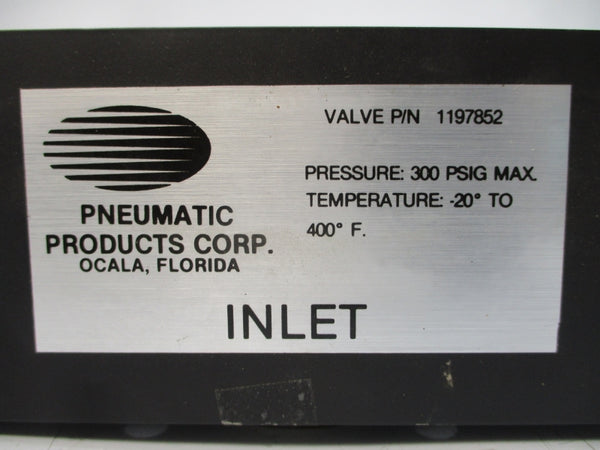 VALVE P/N 1197852
PRESSURE: 300 PSIG MAX.
TEMPERATURE: -20° TO
400° F.
PNEUMATIC
PRODUCTS CORP.
OCALA, FLORIDA
INLET